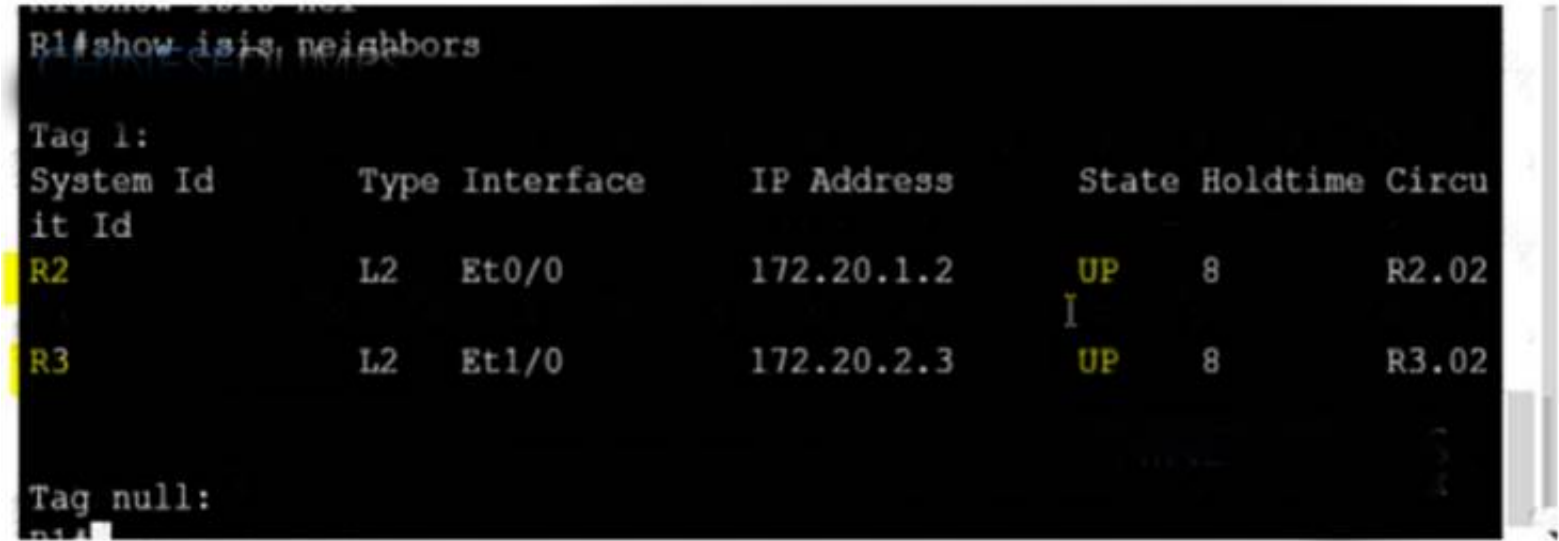 R1#show isis neighbors
Tag 1:
System Id Type Interface IP Address State Holdtime Circu
it Id
R2 L2 Et0/0 172.20.1.2 UP 8 R2.02
R3 L2 Et1/0 172.20.2.3 UP 8 R3.02
Tag null:
R1#